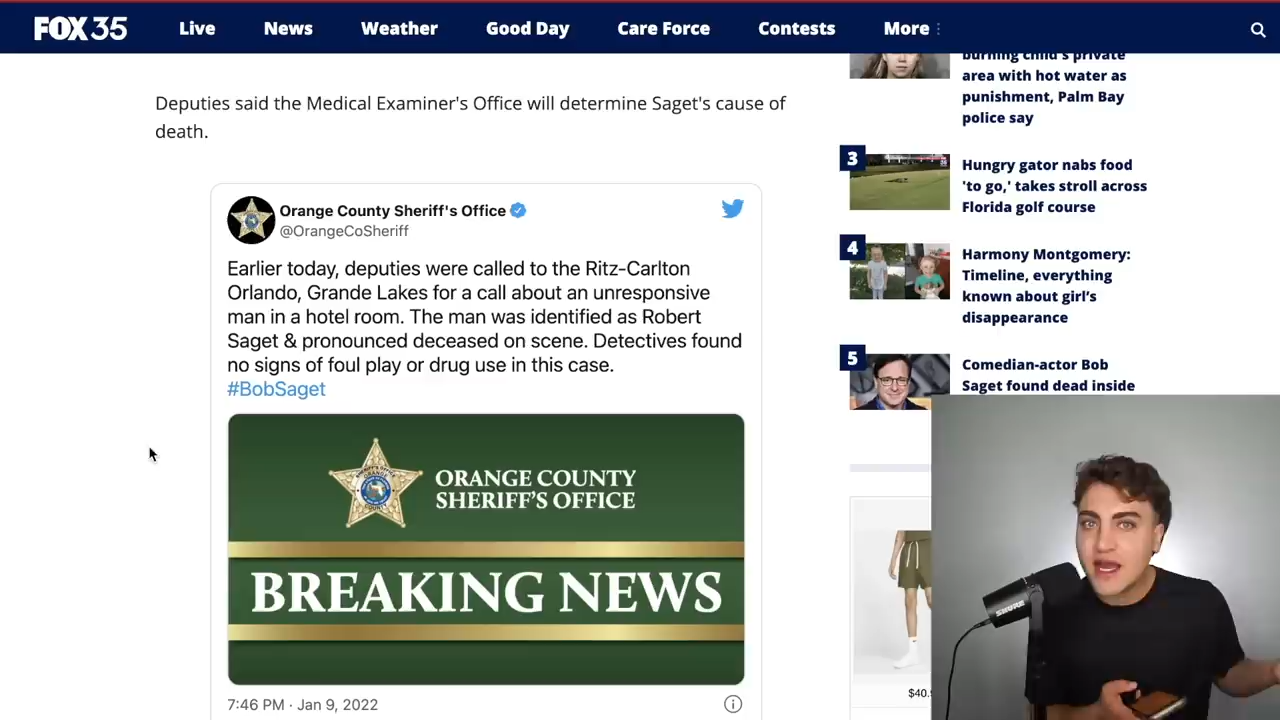 FOX 35
Live
News
Weather
Good Day
Care Force
Contests
More
Deputies said the Medical Examiner's Office will determine Saget's cause of
death.
Orange County Sheriff's Office
@OrangeCoSheriff
Earlier today, deputies were called to the Ritz-Carlton
Orlando, Grande Lakes for a call about an unresponsive
man in a hotel room. The man was identified as Robert
Saget & pronounced deceased on scene. Detectives found
no signs of foul play or drug use in this case.
#BobSaget
ORANGE COUNTY
SHERIFF'S OFFICE
BREAKING NEWS
7:46 PM · Jan 9, 2022
burning child's private
area with hot water as
punishment, Palm Bay
police say
3
Hungry gator nabs food
'to go,' takes stroll across
Florida golf course
4
Harmony Montgomery:
Timeline, everything
known about girl's
disappearance
5
Comedian-actor Bob
Saget found dead inside
SHURE